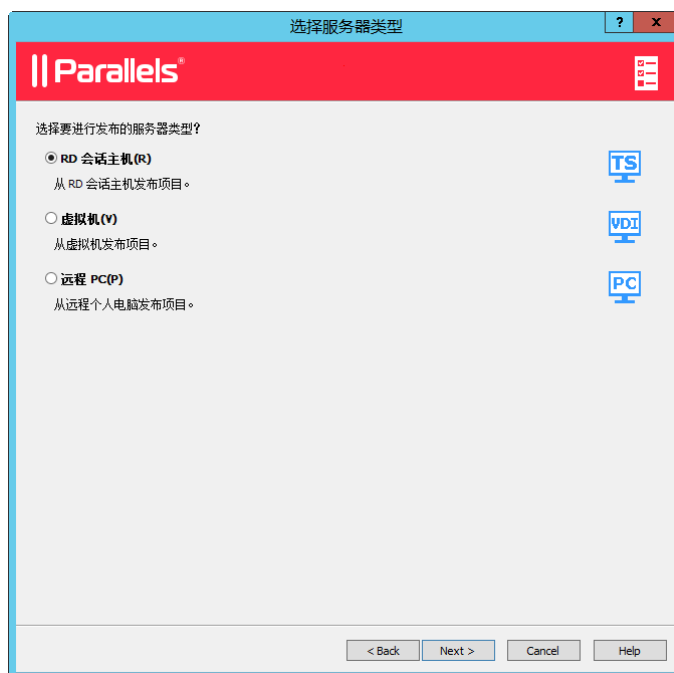 选择服务器类型
? x
Parallels®
选择要进行发布的服务器类型?
RD 会话主机(R)
TS
从 RD 会话主机发布项目。
虚拟机(V)
VDI
从虚拟机发布项目。
远程 PC(P)
PC
从远程个人电脑发布项目。
< Back Next > Cancel Help